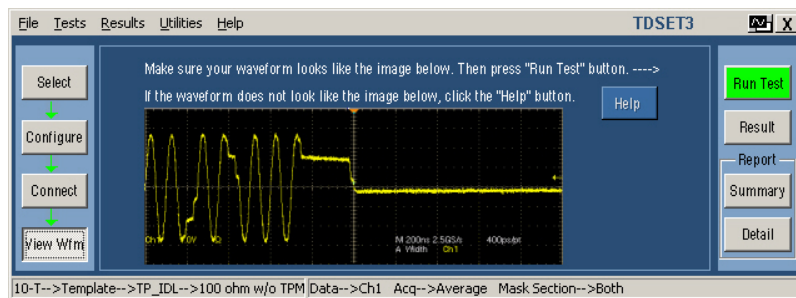 File Tests Results Utilities Help TDSET3 X
Make sure your waveform looks like the image below. Then press "Run Test" button. ---->
If the waveform does not look like the image below, click the "Help" button.
Help
Select
Configure
Connect
View Wfm
Ch1
M 200ns 2.5GS/s 400ps/pt
A Width Ch1
Run Test
Result
Report
Summary
Detail
10-T-->Template-->TP_IDL-->100 ohm w/o TPM Data-->Ch1 Acq-->Average Mask Section-->Both